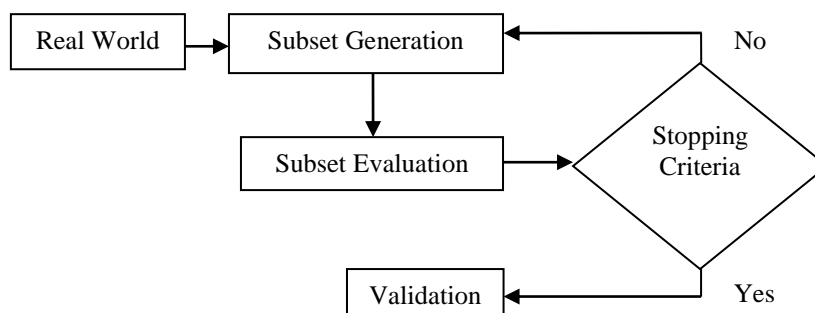 Real World
Subset Generation
No
Stopping
Criteria
Subset Evaluation
Validation
Yes